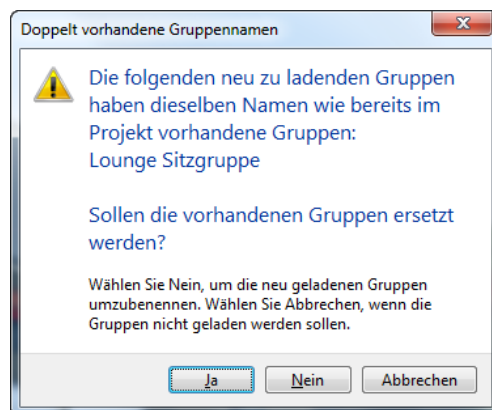 Doppelt vorhandene Gruppennamen
Die folgenden neu zu ladenden Gruppen
haben dieselben Namen wie bereits im
Projekt vorhandene Gruppen:
Lounge Sitzgruppe
Sollen die vorhandenen Gruppen ersetzt
werden?
Wählen Sie Nein, um die neu geladenen Gruppen
umzubenennen. Wählen Sie Abbrechen, wenn die
Gruppen nicht geladen werden sollen.
Ja Nein Abbrechen